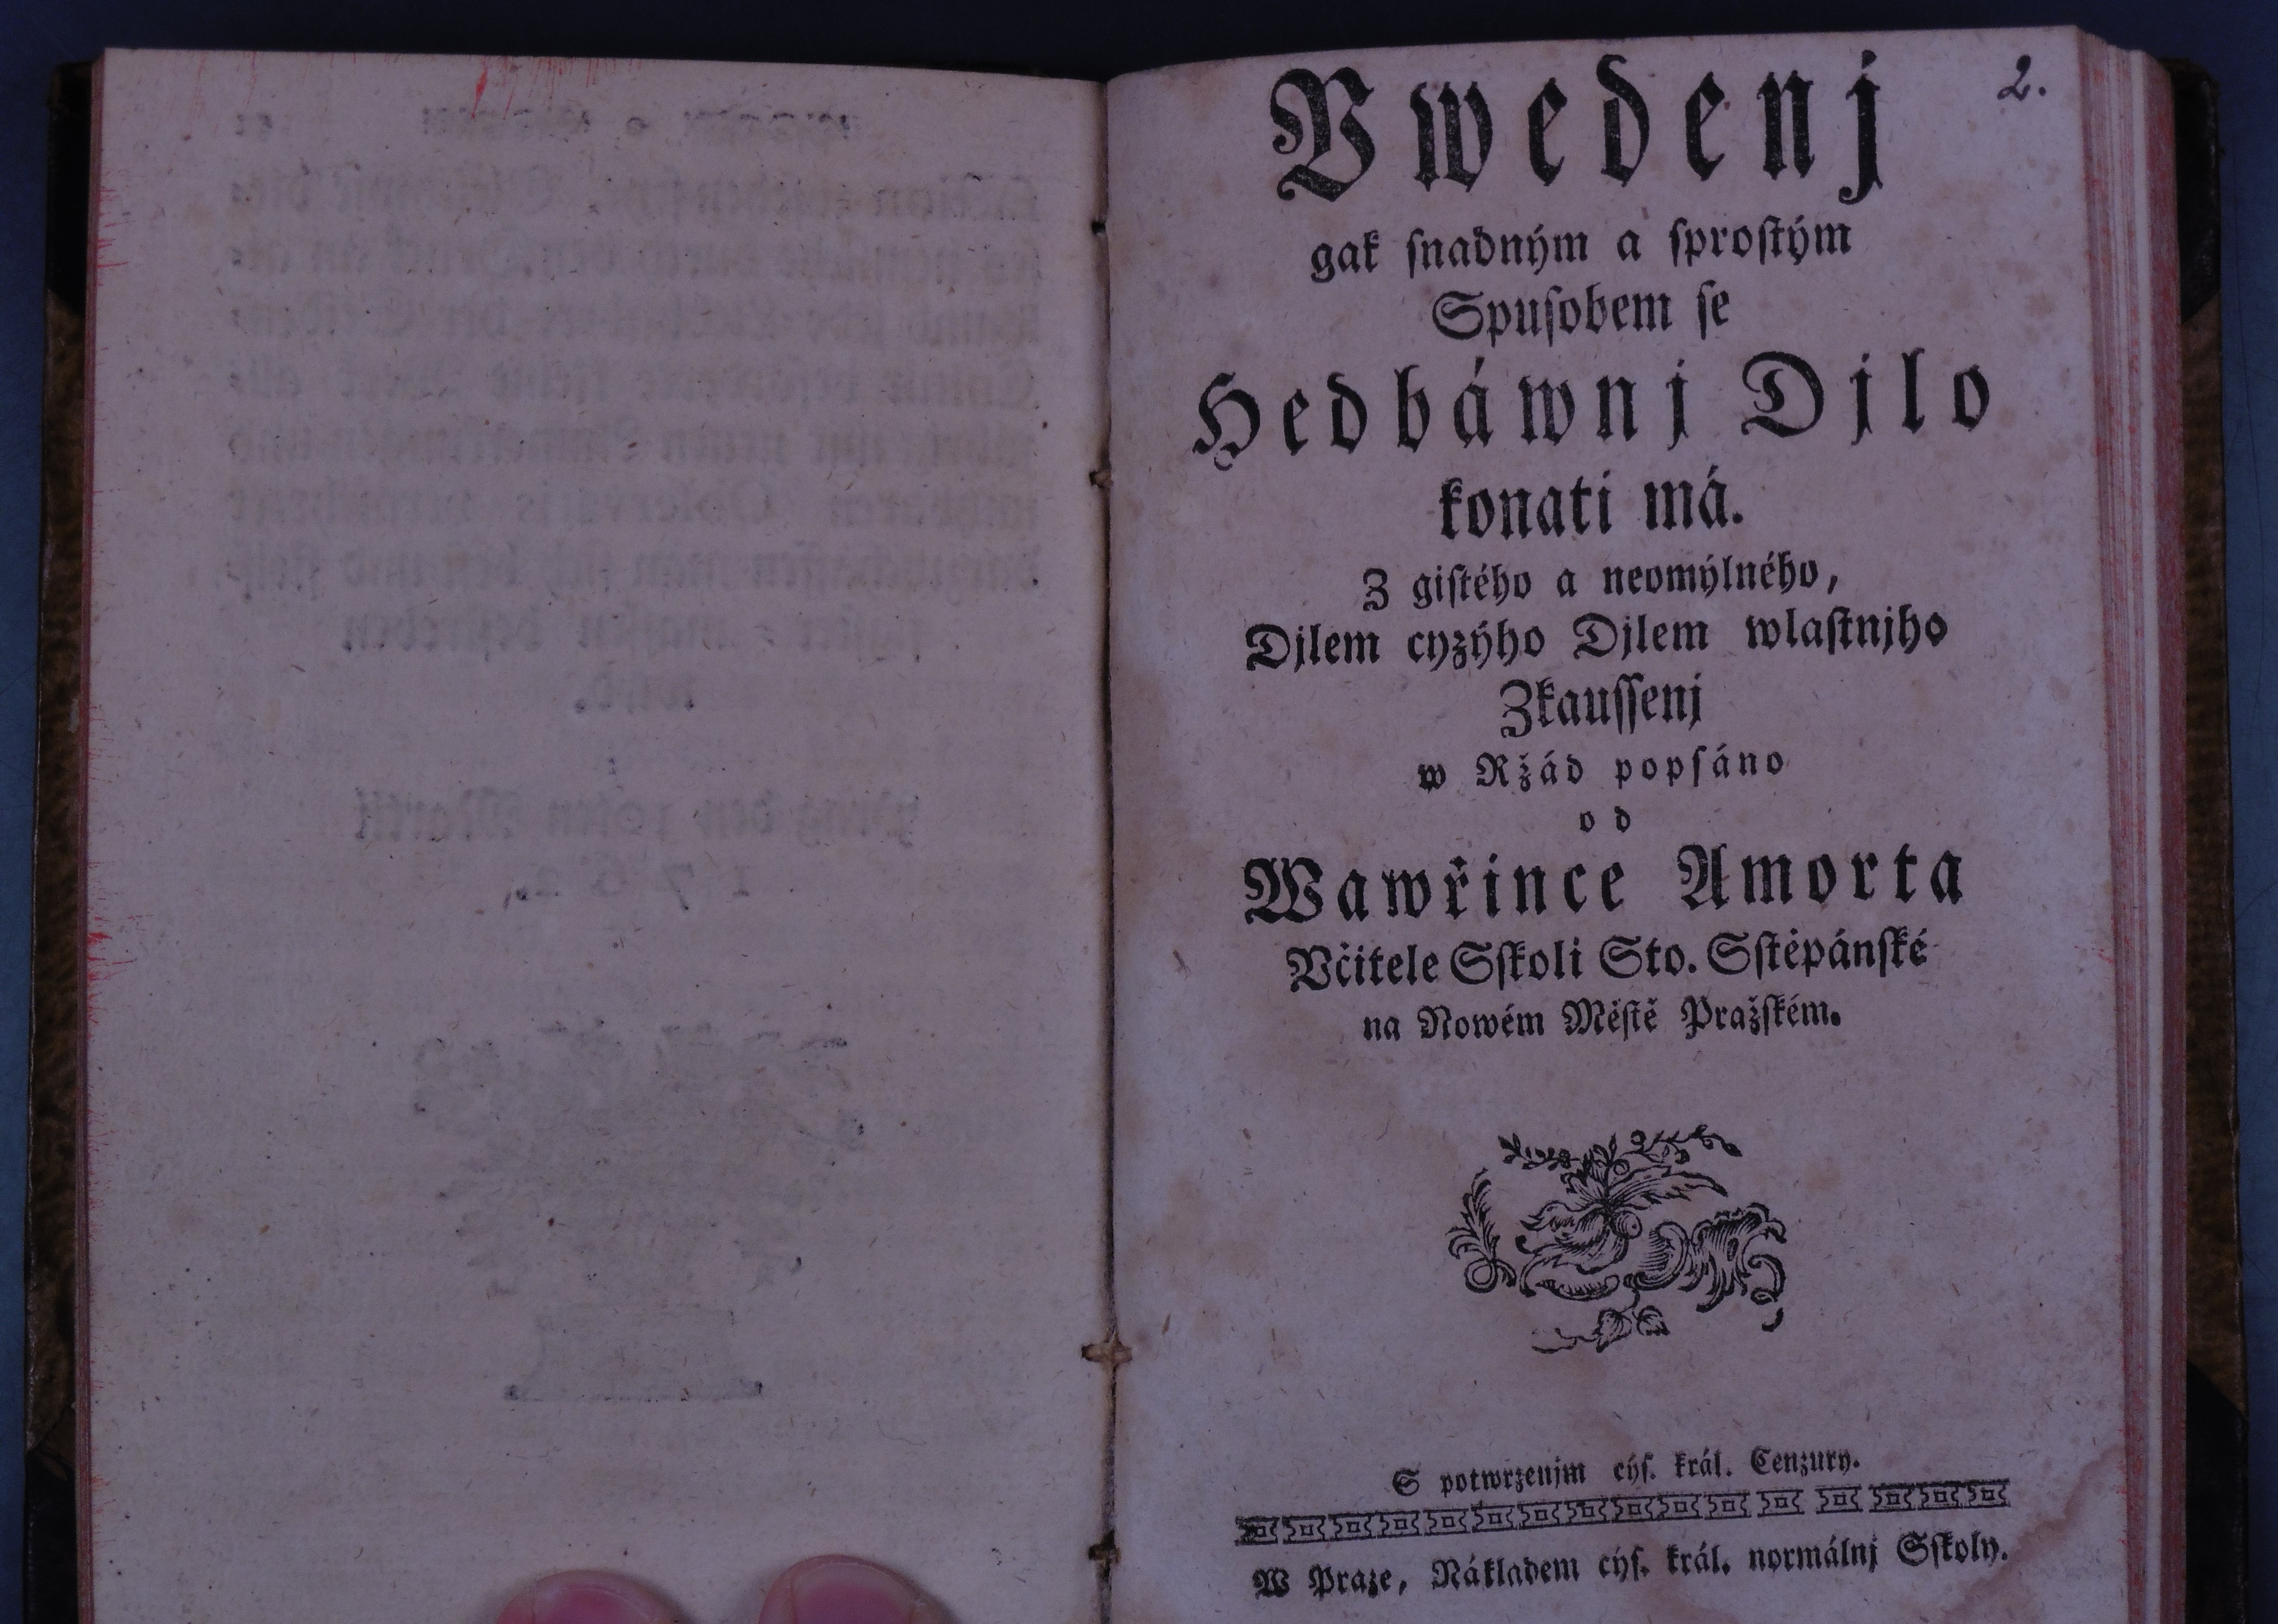 2.
Vwedenj
gak ſnadným a ſproſtým
Spuſobem ſe
Hedbáwnj Djlo
konati má.
Z giſtého a neomýlného,
Djlem cyzýho Djlem wlaſtnjho
Zkauſſenj
w Ržád popſáno
od
Wawřince Amorta
Včitele Sſkoli Sto. Sſtěpánſké
na Nowém Měſtě Pražſkém.
S potwrzenjm cýſ. král. Cenzury.
W Praze, Nákladem cýſ. král. normálnj Sſkoly.